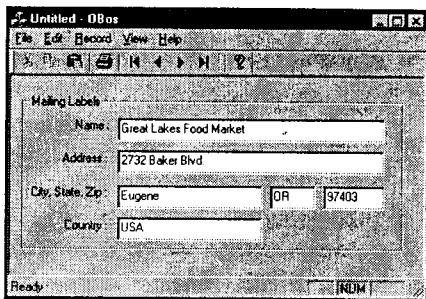 Untitled - OBos
File Edit Record View Help
Mailing Labels
Name: Great Lakes Food Market
Address: 2732 Baker Blvd.
City, State, Zip: Eugene OR 97403
Country: USA
Ready NUM